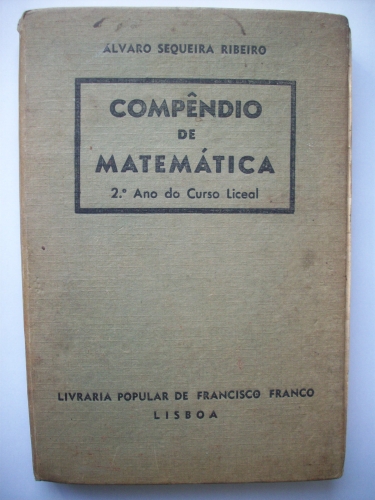 ÁLVARO SEQUEIRA RIBEIRO
COMPÊNDIO
DE
MATEMÁTICA
2.º Ano do Curso Liceal
LIVRARIA POPULAR DE FRANCISCO FRANCO
LISBOA